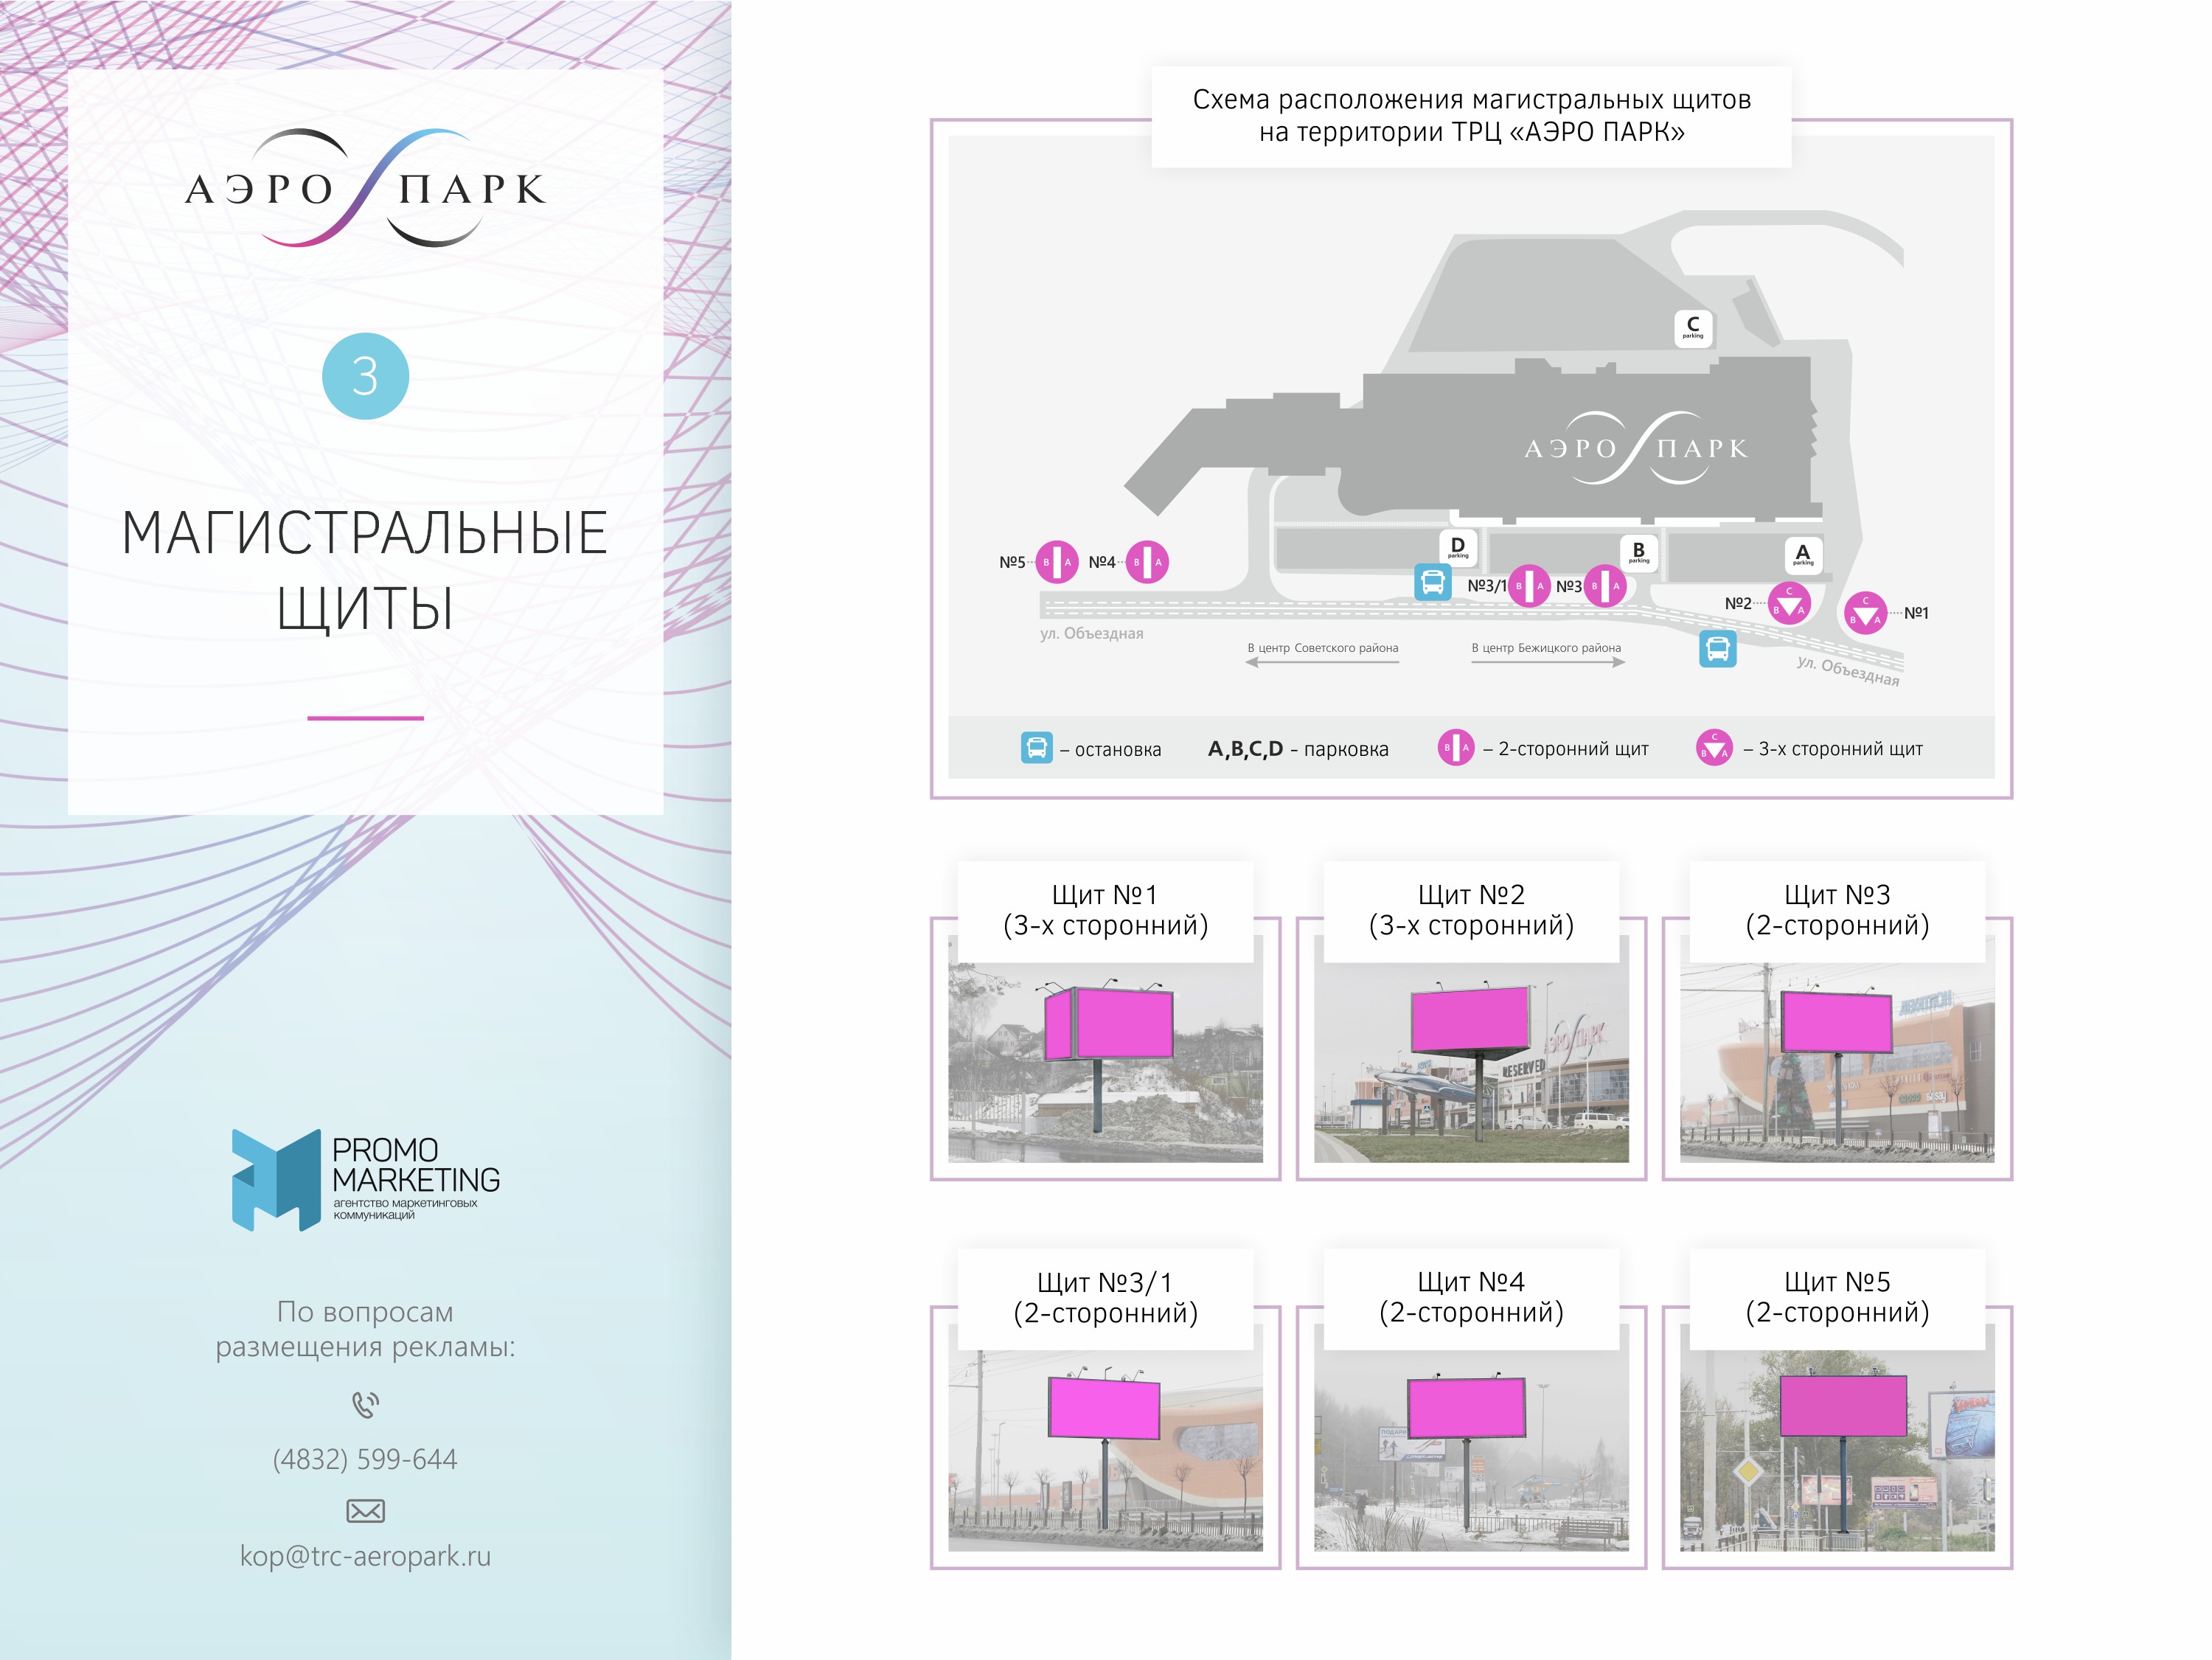 АЭРО ПАРК
3
МАГИСТРАЛЬНЫЕ
ЩИТЫ
PROMO
MARKETING
агентство маркетинговых
коммуникаций
По вопросам
размещения рекламы:
(4832) 599-644
kop@trc-aeropark.ru
Схема расположения магистральных щитов
на территории ТРЦ «АЭРО ПАРК»
C
parking
АЭРО ПАРК
D
parking
B
parking
A
parking
№5 B A №4 B A
№3/1 B A №3 B A
№2 C B A
C B A №1
ул. Объездная
В центр Советского района
В центр Бежицкого района
ул. Объездная
– остановка
A,B,C,D - парковка
B A – 2-сторонний щит
C B A – 3-х сторонний щит
Щит №1
(3-х сторонний)
Щит №2
(3-х сторонний)
АЭРО ПАРК
RESERVED
Щит №3
(2-сторонний)
Щит №3/1
(2-сторонний)
Щит №4
(2-сторонний)
ПОДАРИ
Щит №5
(2-сторонний)